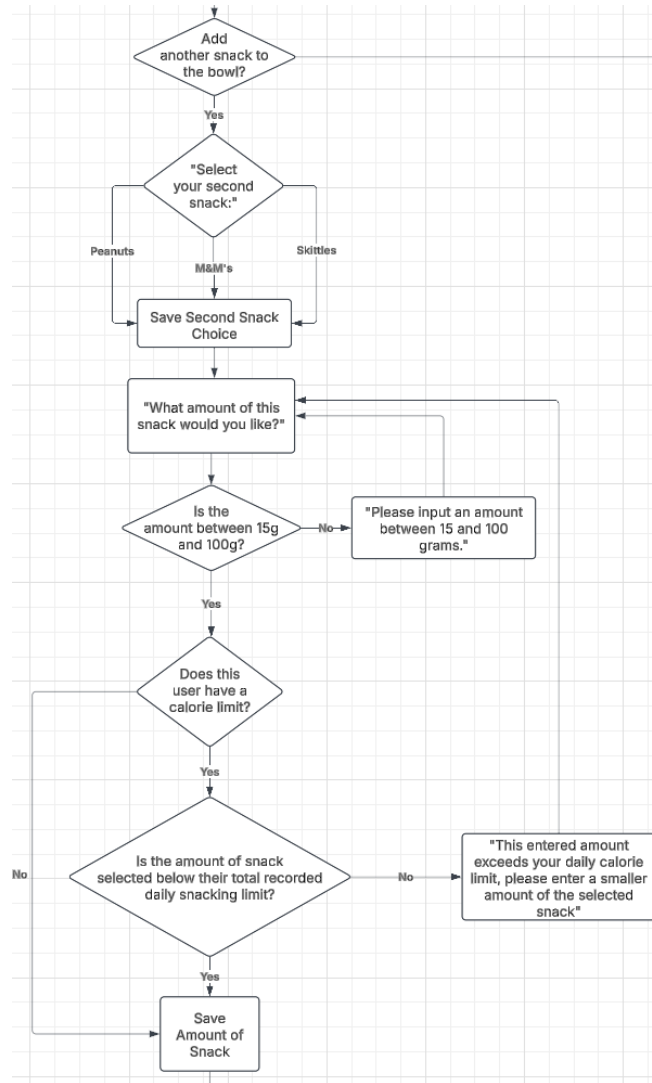 Add
another snack to
the bowl?
Yes
"Select
your second
snack:"
Peanuts
Skittles
M&M's
Save Second Snack
Choice
"What amount of this
snack would you like?"
Is the
amount between 15g
and 100g?
No
"Please input an amount
between 15 and 100
grams."
Yes
Does this
user have a
calorie limit?
Yes
No
Is the amount of snack
selected below their total recorded
daily snacking limit?
No
"This entered amount
exceeds your daily calorie
limit, please enter a smaller
amount of the selected
snack"
Yes
Save
Amount of
Snack